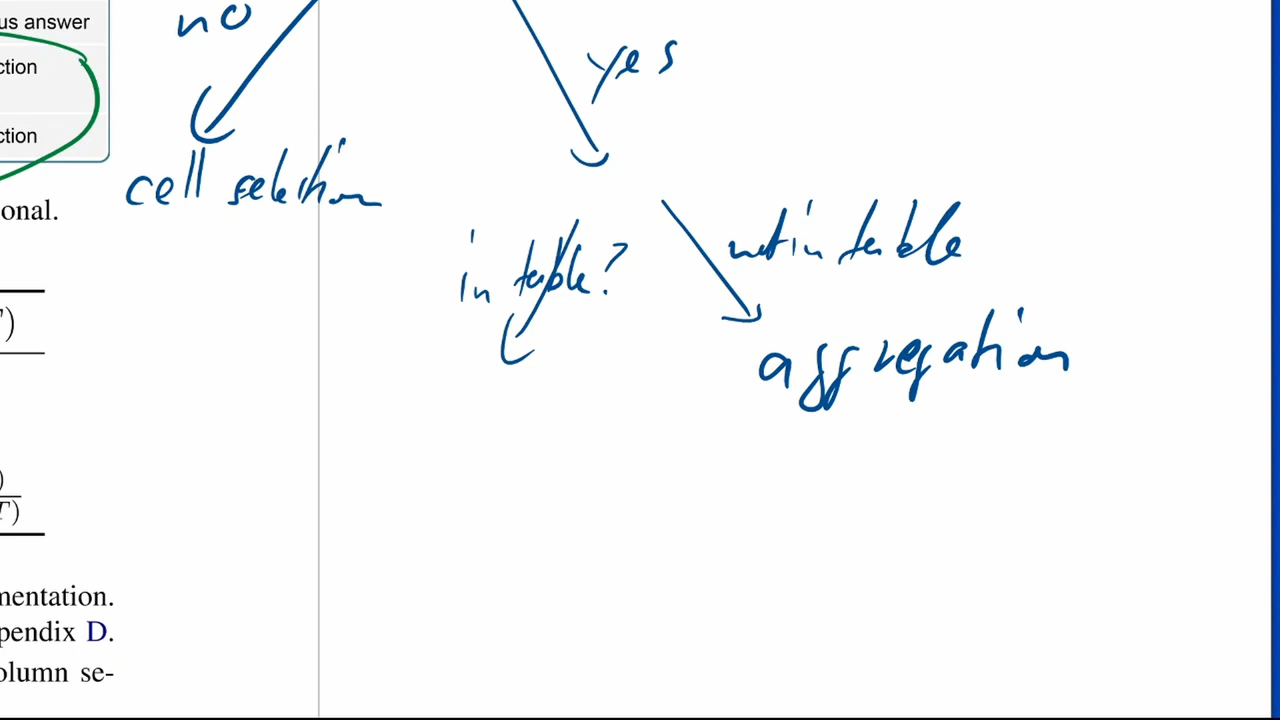 us answer
ction
ction
onal.
T)
)
T)
mentation.
pendix D.
olumn se-
no
yes
cell selection
in table?
not in table
aggregation